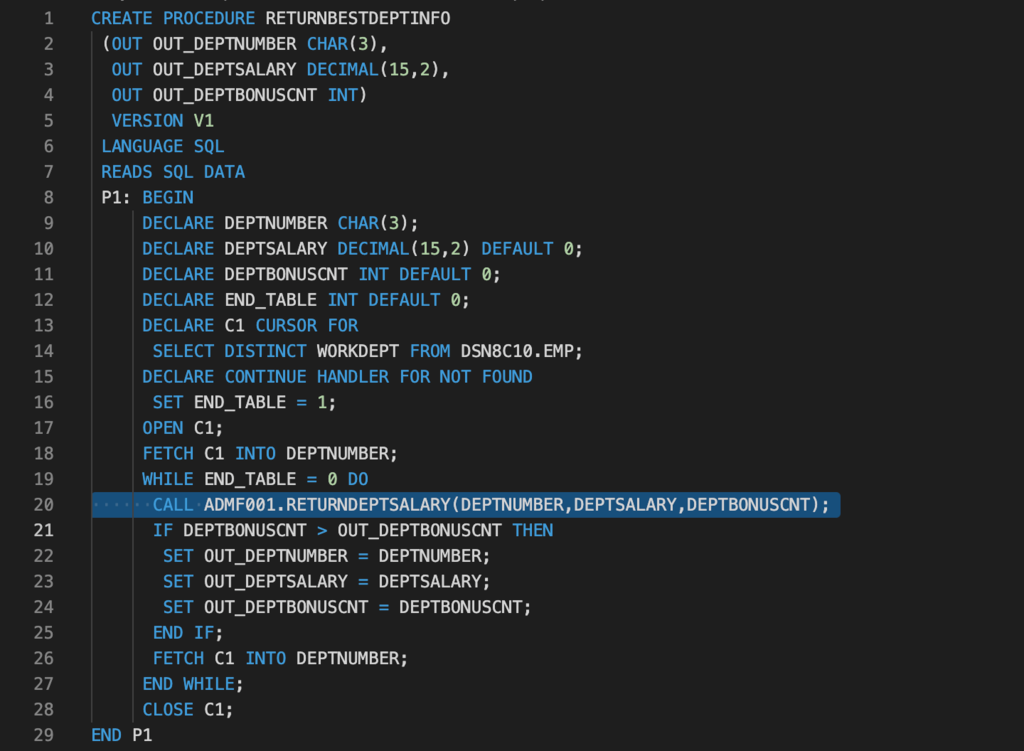 1 CREATE PROCEDURE RETURNBESTDEPTINFO
2 (OUT OUT_DEPTNUMBER CHAR(3),
3 OUT OUT_DEPTSALARY DECIMAL(15,2),
4 OUT OUT_DEPTBONUSCNT INT)
5 VERSION V1
6 LANGUAGE SQL
7 READS SQL DATA
8 P1: BEGIN
9 DECLARE DEPTNUMBER CHAR(3);
10 DECLARE DEPTSALARY DECIMAL(15,2) DEFAULT 0;
11 DECLARE DEPTBONUSCNT INT DEFAULT 0;
12 DECLARE END_TABLE INT DEFAULT 0;
13 DECLARE C1 CURSOR FOR
14 SELECT DISTINCT WORKDEPT FROM DSN8C10.EMP;
15 DECLARE CONTINUE HANDLER FOR NOT FOUND
16 SET END_TABLE = 1;
17 OPEN C1;
18 FETCH C1 INTO DEPTNUMBER;
19 WHILE END_TABLE = 0 DO
20 CALL ADMF001.RETURNDEPTSALARY(DEPTNUMBER,DEPTSALARY,DEPTBONUSCNT);
21 IF DEPTBONUSCNT > OUT_DEPTBONUSCNT THEN
22 SET OUT_DEPTNUMBER = DEPTNUMBER;
23 SET OUT_DEPTSALARY = DEPTSALARY;
24 SET OUT_DEPTBONUSCNT = DEPTBONUSCNT;
25 END IF;
26 FETCH C1 INTO DEPTNUMBER;
27 END WHILE;
28 CLOSE C1;
29 END P1